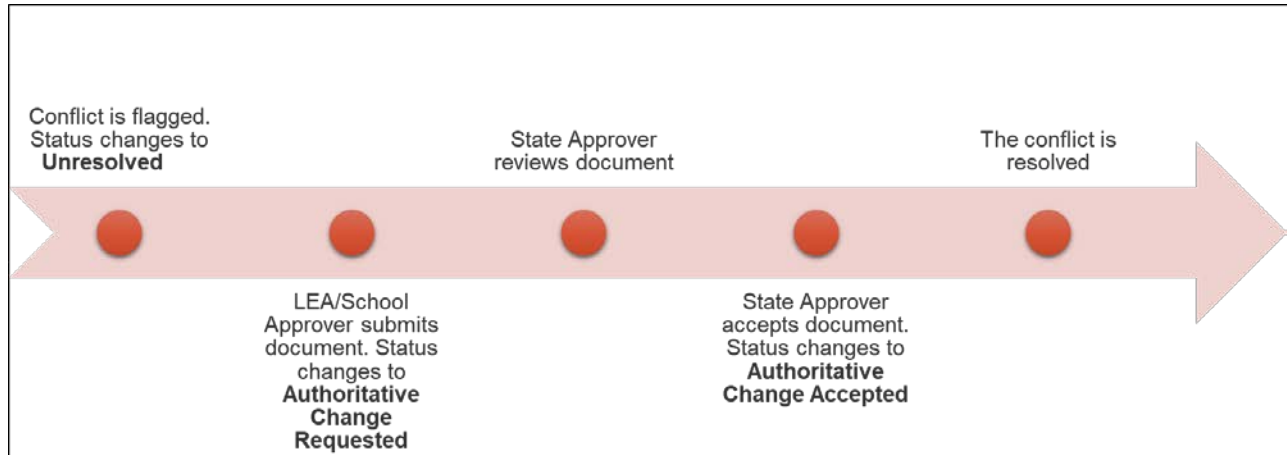 Conflict is flagged.
Status changes to
Unresolved
LEA/School
Approver submits
document. Status
changes to
Authoritative
Change
Requested
State Approver
reviews document
State Approver
accepts document.
Status changes to
Authoritative
Change Accepted
The conflict is
resolved